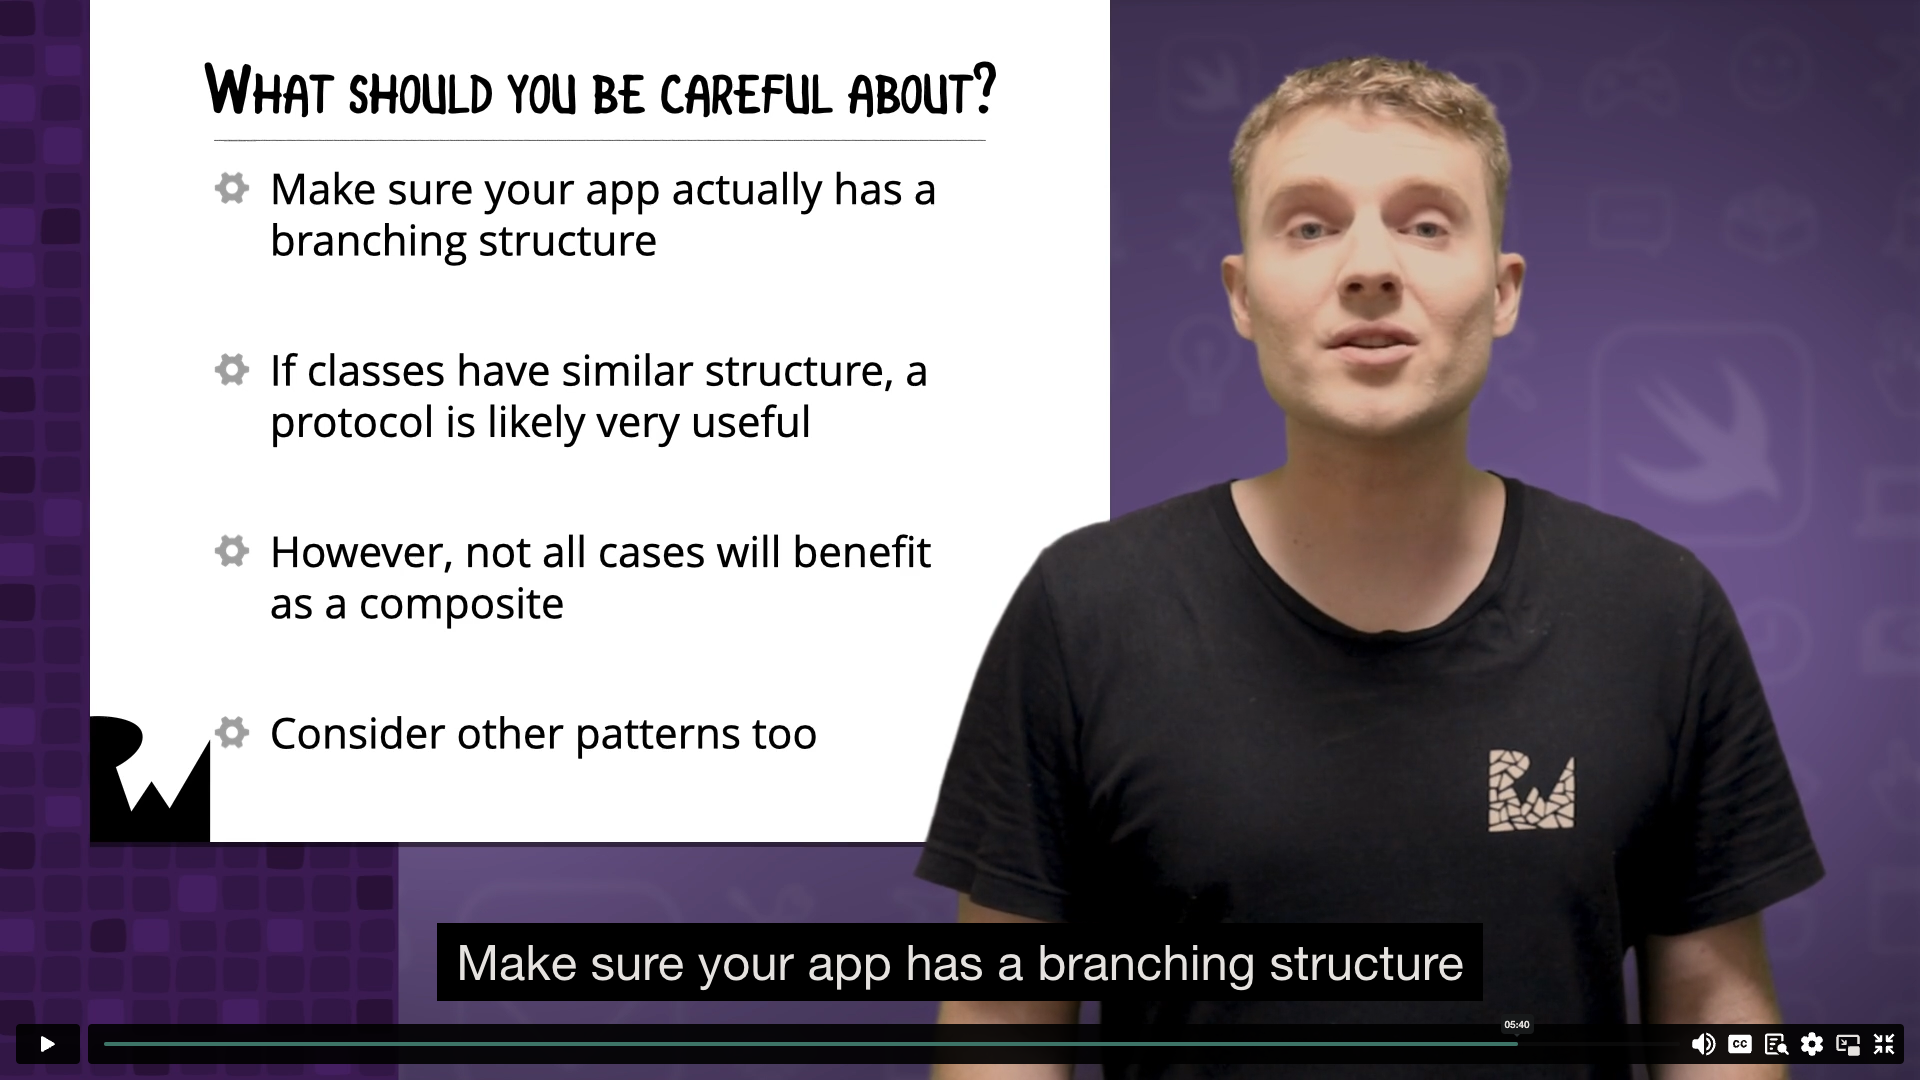 WHAT SHOULD YOU BE CAREFUL ABOUT?
Make sure your app actually has a
branching structure
If classes have similar structure, a
protocol is likely very useful
However, not all cases will benefit
as a composite
Consider other patterns too
RW
RW
Make sure your app has a branching structure
05:40
CC